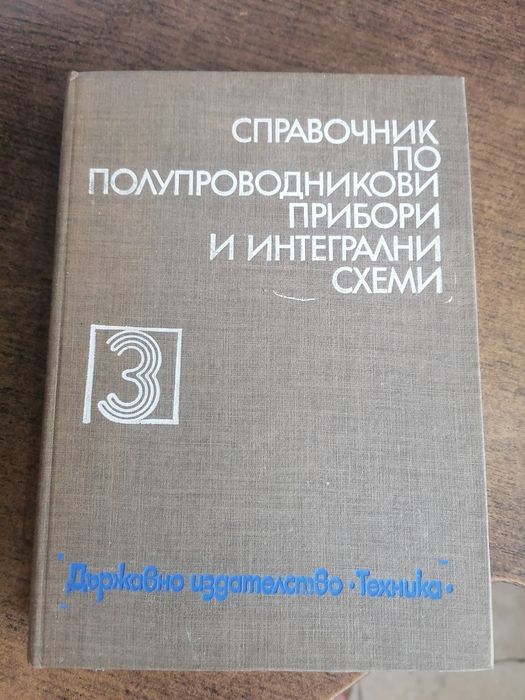 СПРАВОЧНИК
ПО
ПОЛУПРОВОДНИКОВИ
ПРИБОРИ
И ИНТЕГРАЛНИ
СХЕМИ
3
Държавно издателство • Техника •